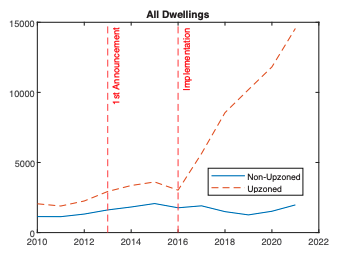 All Dwellings
15000
10000
5000
0
1st Announcement
Implementation
Non-Upzoned
Upzoned
2010 2012 2014 2016 2018 2020 2022